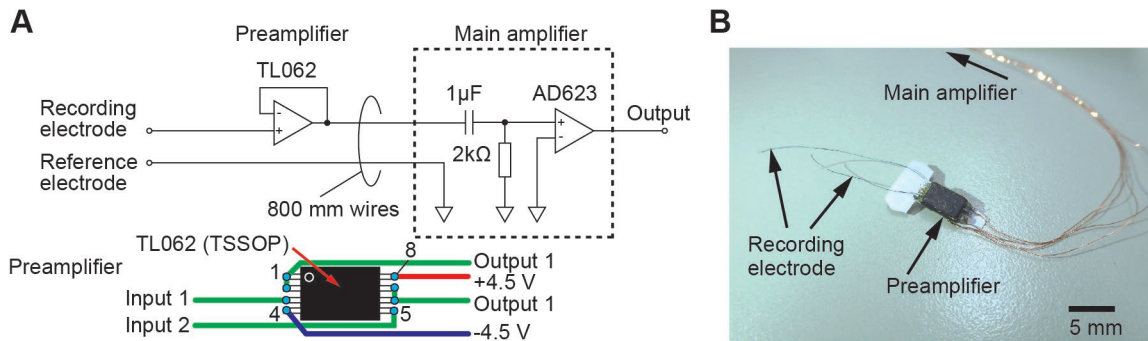 A
Preamplifier
TL062
Main amplifier
1μF
AD623
Recording
electrode
-
+
+
-
Output
Reference
electrode
2kΩ
800 mm wires
TL062 (TSSOP)
Preamplifier
1
8
Output 1
+4.5 V
Input 1
Output 1
4
5
Input 2
-4.5 V
B
Main amplifier
Recording
electrode
Preamplifier
5 mm